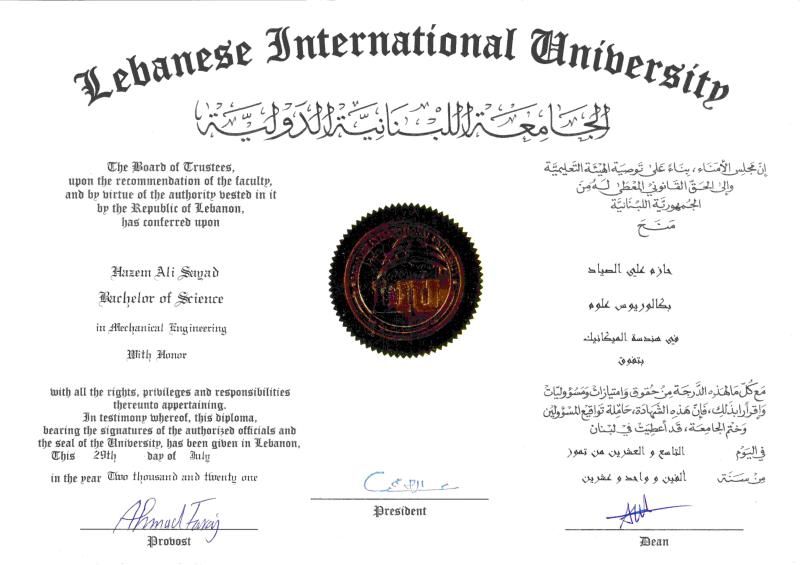 Lebanese International University
الجامعة اللبنانية الدولية
The Board of Trustees,
upon the recommendation of the faculty,
and by virtue of the authority vested in it
by the Republic of Lebanon,
has conferred upon
Hazem Ali Sayad
Bachelor of Science
in Mechanical Engineering
With Honor
with all the rights, privileges and responsibilities
thereunto appertaining.
In testimony whereof, this diploma,
bearing the signatures of the authorized officials and
the seal of the University, has been given in Lebanon,
This 29th day of July
in the year Two thousand and twenty one
إن مجلس الأمناء، بناءً على توصية الهيئة التعليمية
وإلى الحق القانوني المعطى له من
الجمهورية اللبنانية
منح
حازم علي الصياد
بكالوريوس علوم
في هندسة الميكانيك
بتفوق
مع كل ما لهذه الدرجة من حقوق وامتيازات ومسؤوليات
وإقرارا بذلك، فإن هذه الشهادة، حاملة تواقيع المسؤولين
وختم الجامعة، قد أعطيت في لبنان
في اليوم التاسع و العشرين من تموز
من سنة الفين و واحد و عشرين
Ahmad Faraj
Provost
President
Dean